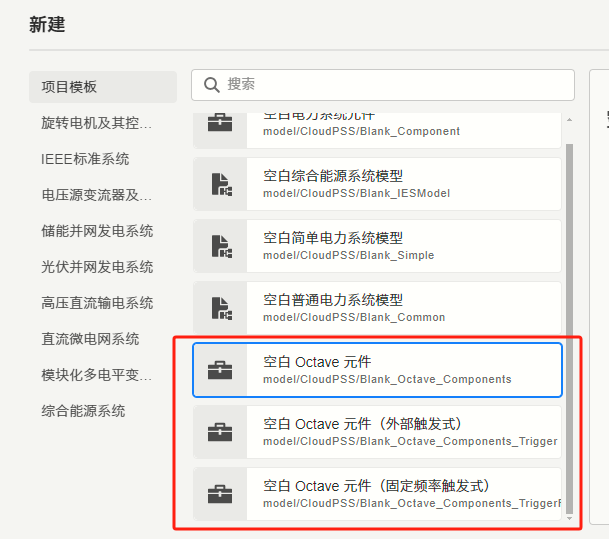 新建
项目模板
旋转电机及其控...
IEEE标准系统
电压源变流器及...
储能并网发电系统
光伏并网发电系统
高压直流输电系统
直流微电网系统
模块化多电平变...
综合能源系统
搜索
空白电力系统元件
model/CloudPSS/Blank_Component
空白综合能源系统模型
model/CloudPSS/Blank_IESModel
空白简单电力系统模型
model/CloudPSS/Blank_Simple
空白普通电力系统模型
model/CloudPSS/Blank_Common
空白 Octave 元件
model/CloudPSS/Blank_Octave_Components
空白 Octave 元件（外部触发式）
model/CloudPSS/Blank_Octave_Components_Trigger
空白 Octave 元件（固定频率触发式）
model/CloudPSS/Blank_Octave_Components_TriggerF